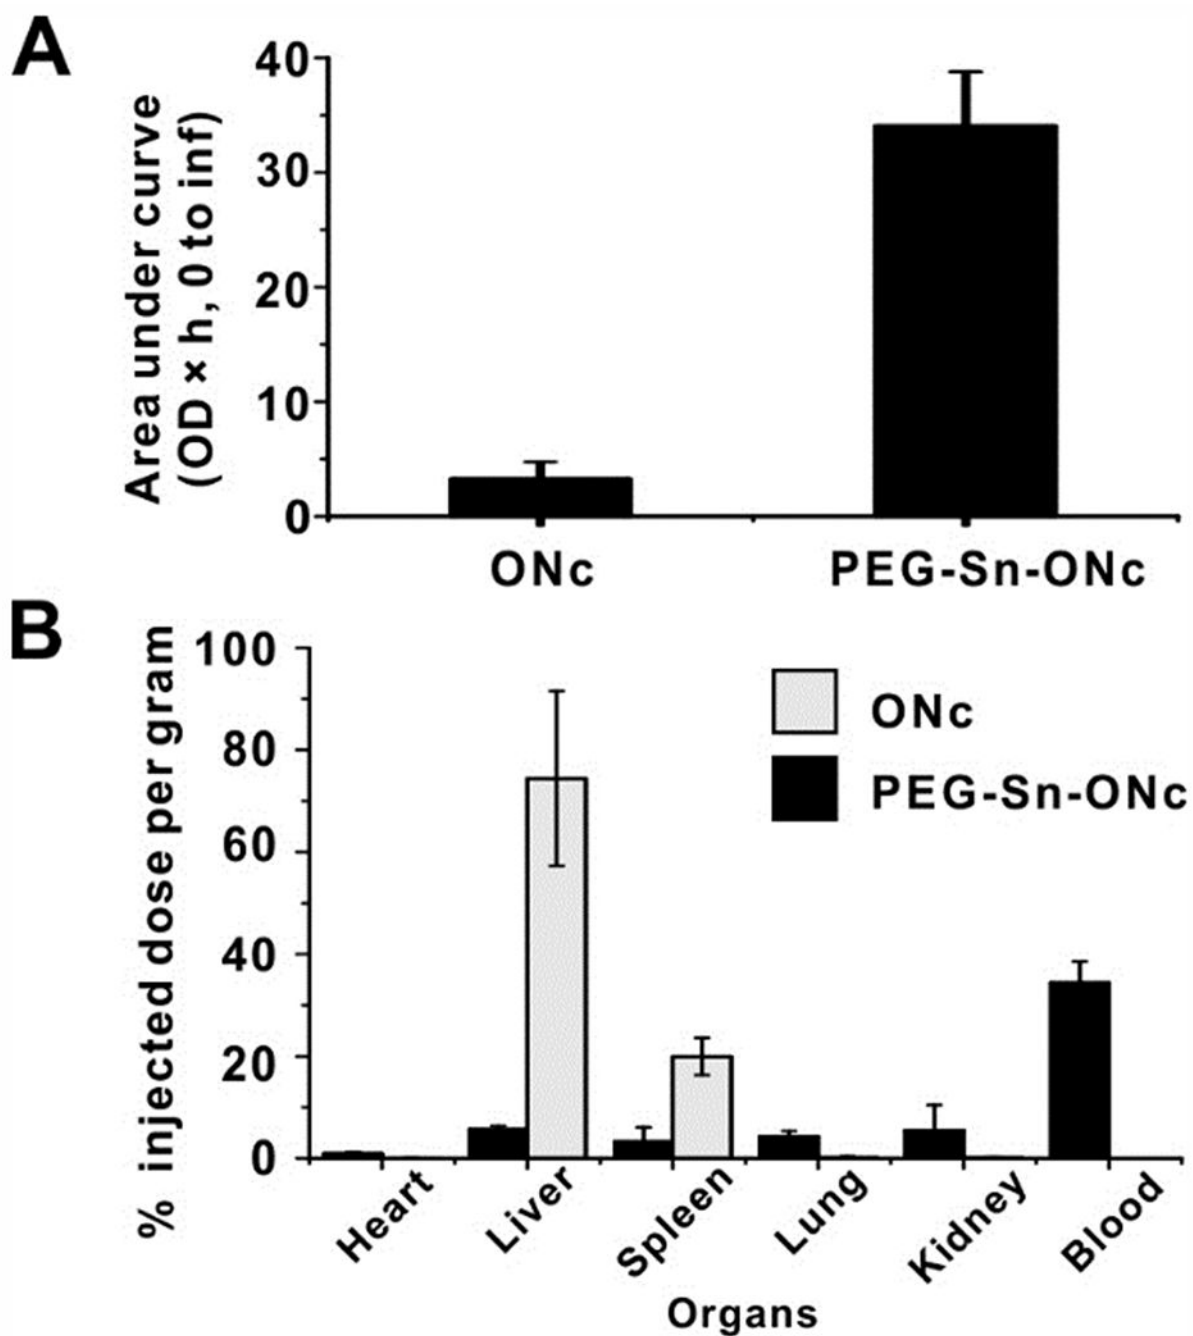 A
Area under curve
(OD × h, 0 to inf)
40
30
20
10
0
ONc
PEG-Sn-ONc
B
% injected dose per gram
100
80
60
40
20
0
ONc
PEG-Sn-ONc
Heart
Liver
Spleen
Lung
Kidney
Blood
Organs